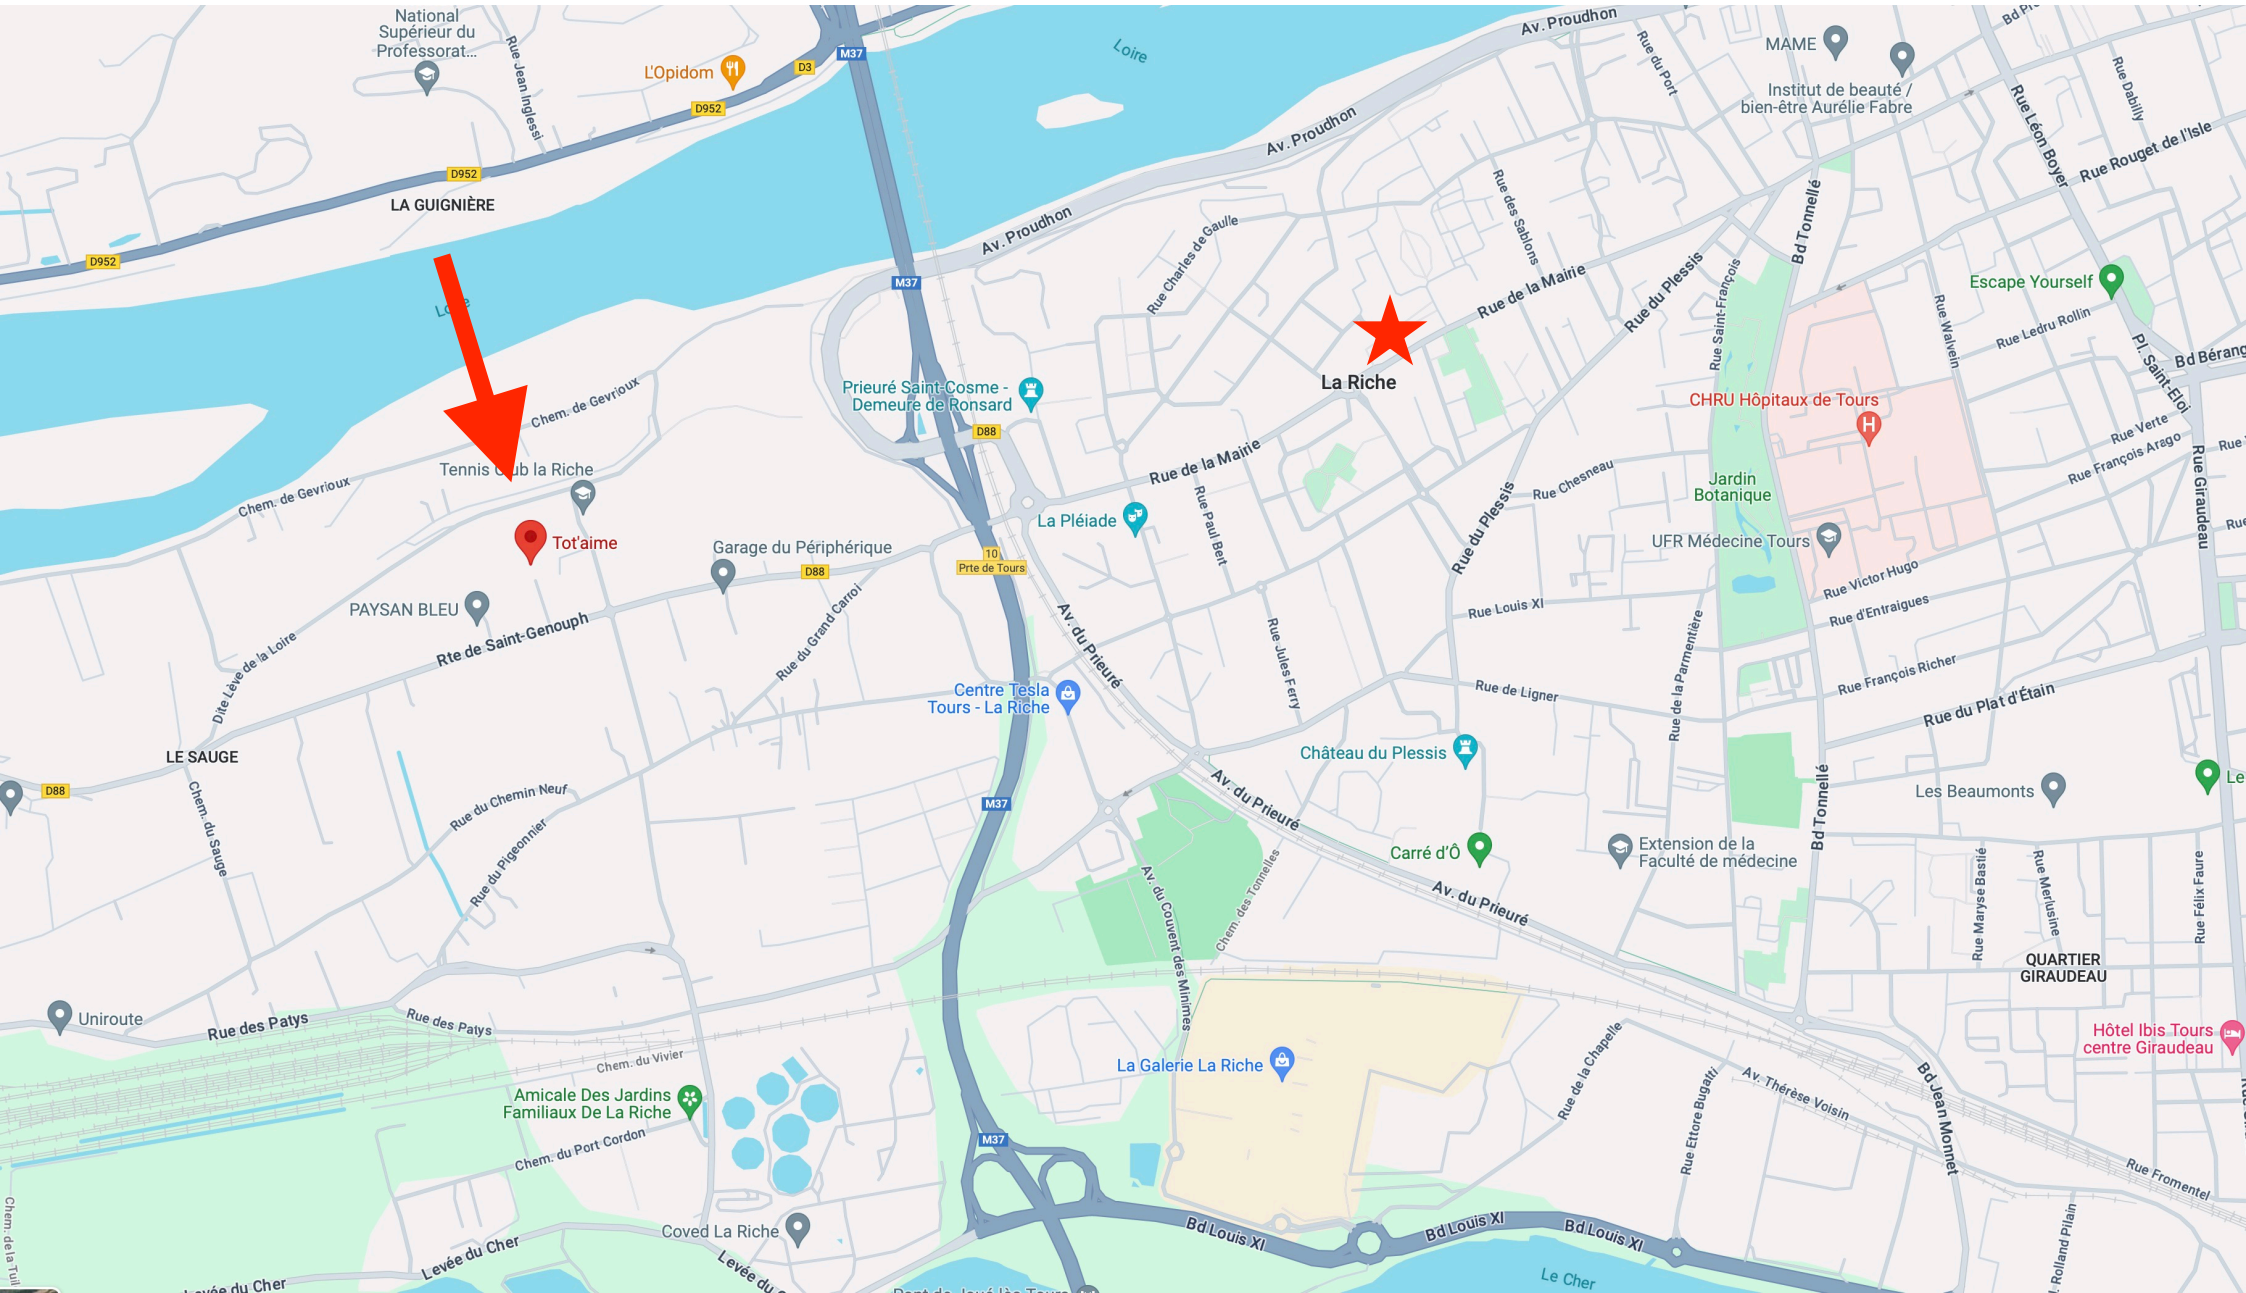 National
Supérieur du
Professorat...
Rue Jean Inglessi
L'Opidom
D3
M37
D952
D952
D952
LA GUIGNIÈRE
Loire
Av. Proudhon
Av. Proudhon
Av. Proudhon
Rue du Port
MAME
Institut de beauté /
bien-être Aurélie Fabre
Rue Léon Boyer
Rue Dabilly
Rue Rouget de l'Isle
Bd Tonnellé
Rue des Sablons
Rue Charles de Gaulle
Rue de la Mairie
Rue du Plessis
Rue Saint-François
M37
Escape Yourself
Rue Walvein
Rue Ledru Rollin
Pl. Saint-Eloi
Bd Bérang
La Riche
Prieuré Saint-Cosme -
Demeure de Ronsard
D88
CHRU Hôpitaux de Tours
H
Rue Verte
Rue François Arago
Rue
Rue Giraudeau
Chem. de Gevrioux
Chem. de Gevrioux
Tennis Club la Riche
Tot'aime
PAYSAN BLEU
Garage du Périphérique
D88
Rte de Saint-Genouph
Rue du Grand Carroi
Dite Lève de la Loire
10
Prte de Tours
La Pléiade
Rue de la Mairie
Rue Paul Bert
Rue du Plessis
Rue Chesneau
Jardin
Botanique
UFR Médecine Tours
Rue Victor Hugo
Rue d'Entraigues
Rue Louis XI
Av. du Prieuré
Rue Jules Ferry
Rue de Ligner
Rue de la Parmentière
Rue François Richer
Rue du Plat d'Étain
Centre Tesla
Tours - La Riche
Château du Plessis
LE SAUGE
D88
Chem. du Sauge
Rue du Chemin Neuf
Rue du Pigeonnier
M37
Av. du Prieuré
Carré d'Ô
Extension de la
Faculté de médecine
Bd Tonnellé
Les Beaumonts
Le
Av. du Prieuré
Av. du Couvent des Minimes
Chem. des Tonnelles
Rue Maryse Bastié
Rue Merlusine
Rue Félix Faure
QUARTIER
GIRAUDEAU
Uniroute
Rue des Patys
Rue des Patys
Chem. du Vivier
Amicale Des Jardins
Familiaux De La Riche
Chem. du Port Cordon
La Galerie La Riche
Rue de la Chapelle
Rue Ettore Bugatti
Av. Thérèse Voisin
Bd Jean Monnet
Hôtel Ibis Tours
centre Giraudeau
Rue Fromentel
M37
Coved La Riche
Levée du Cher
Levée du
Bd Louis XI
Bd Louis XI
Bd Louis XI
Le Cher
Rolland Pilain
Chem. de la Tuil